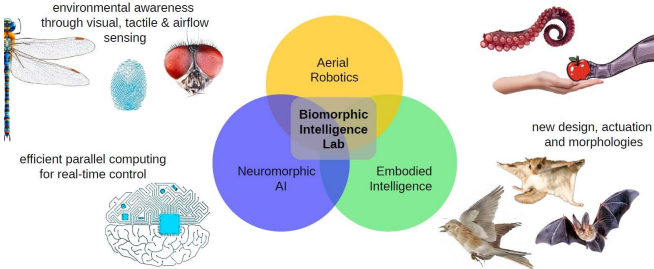 environmental awareness
through visual, tactile & airflow
sensing
Aerial
Robotics
Biomorphic
Intelligence
Lab
Neuromorphic
AI
Embodied
Intelligence
efficient parallel computing
for real-time control
new design, actuation
and morphologies